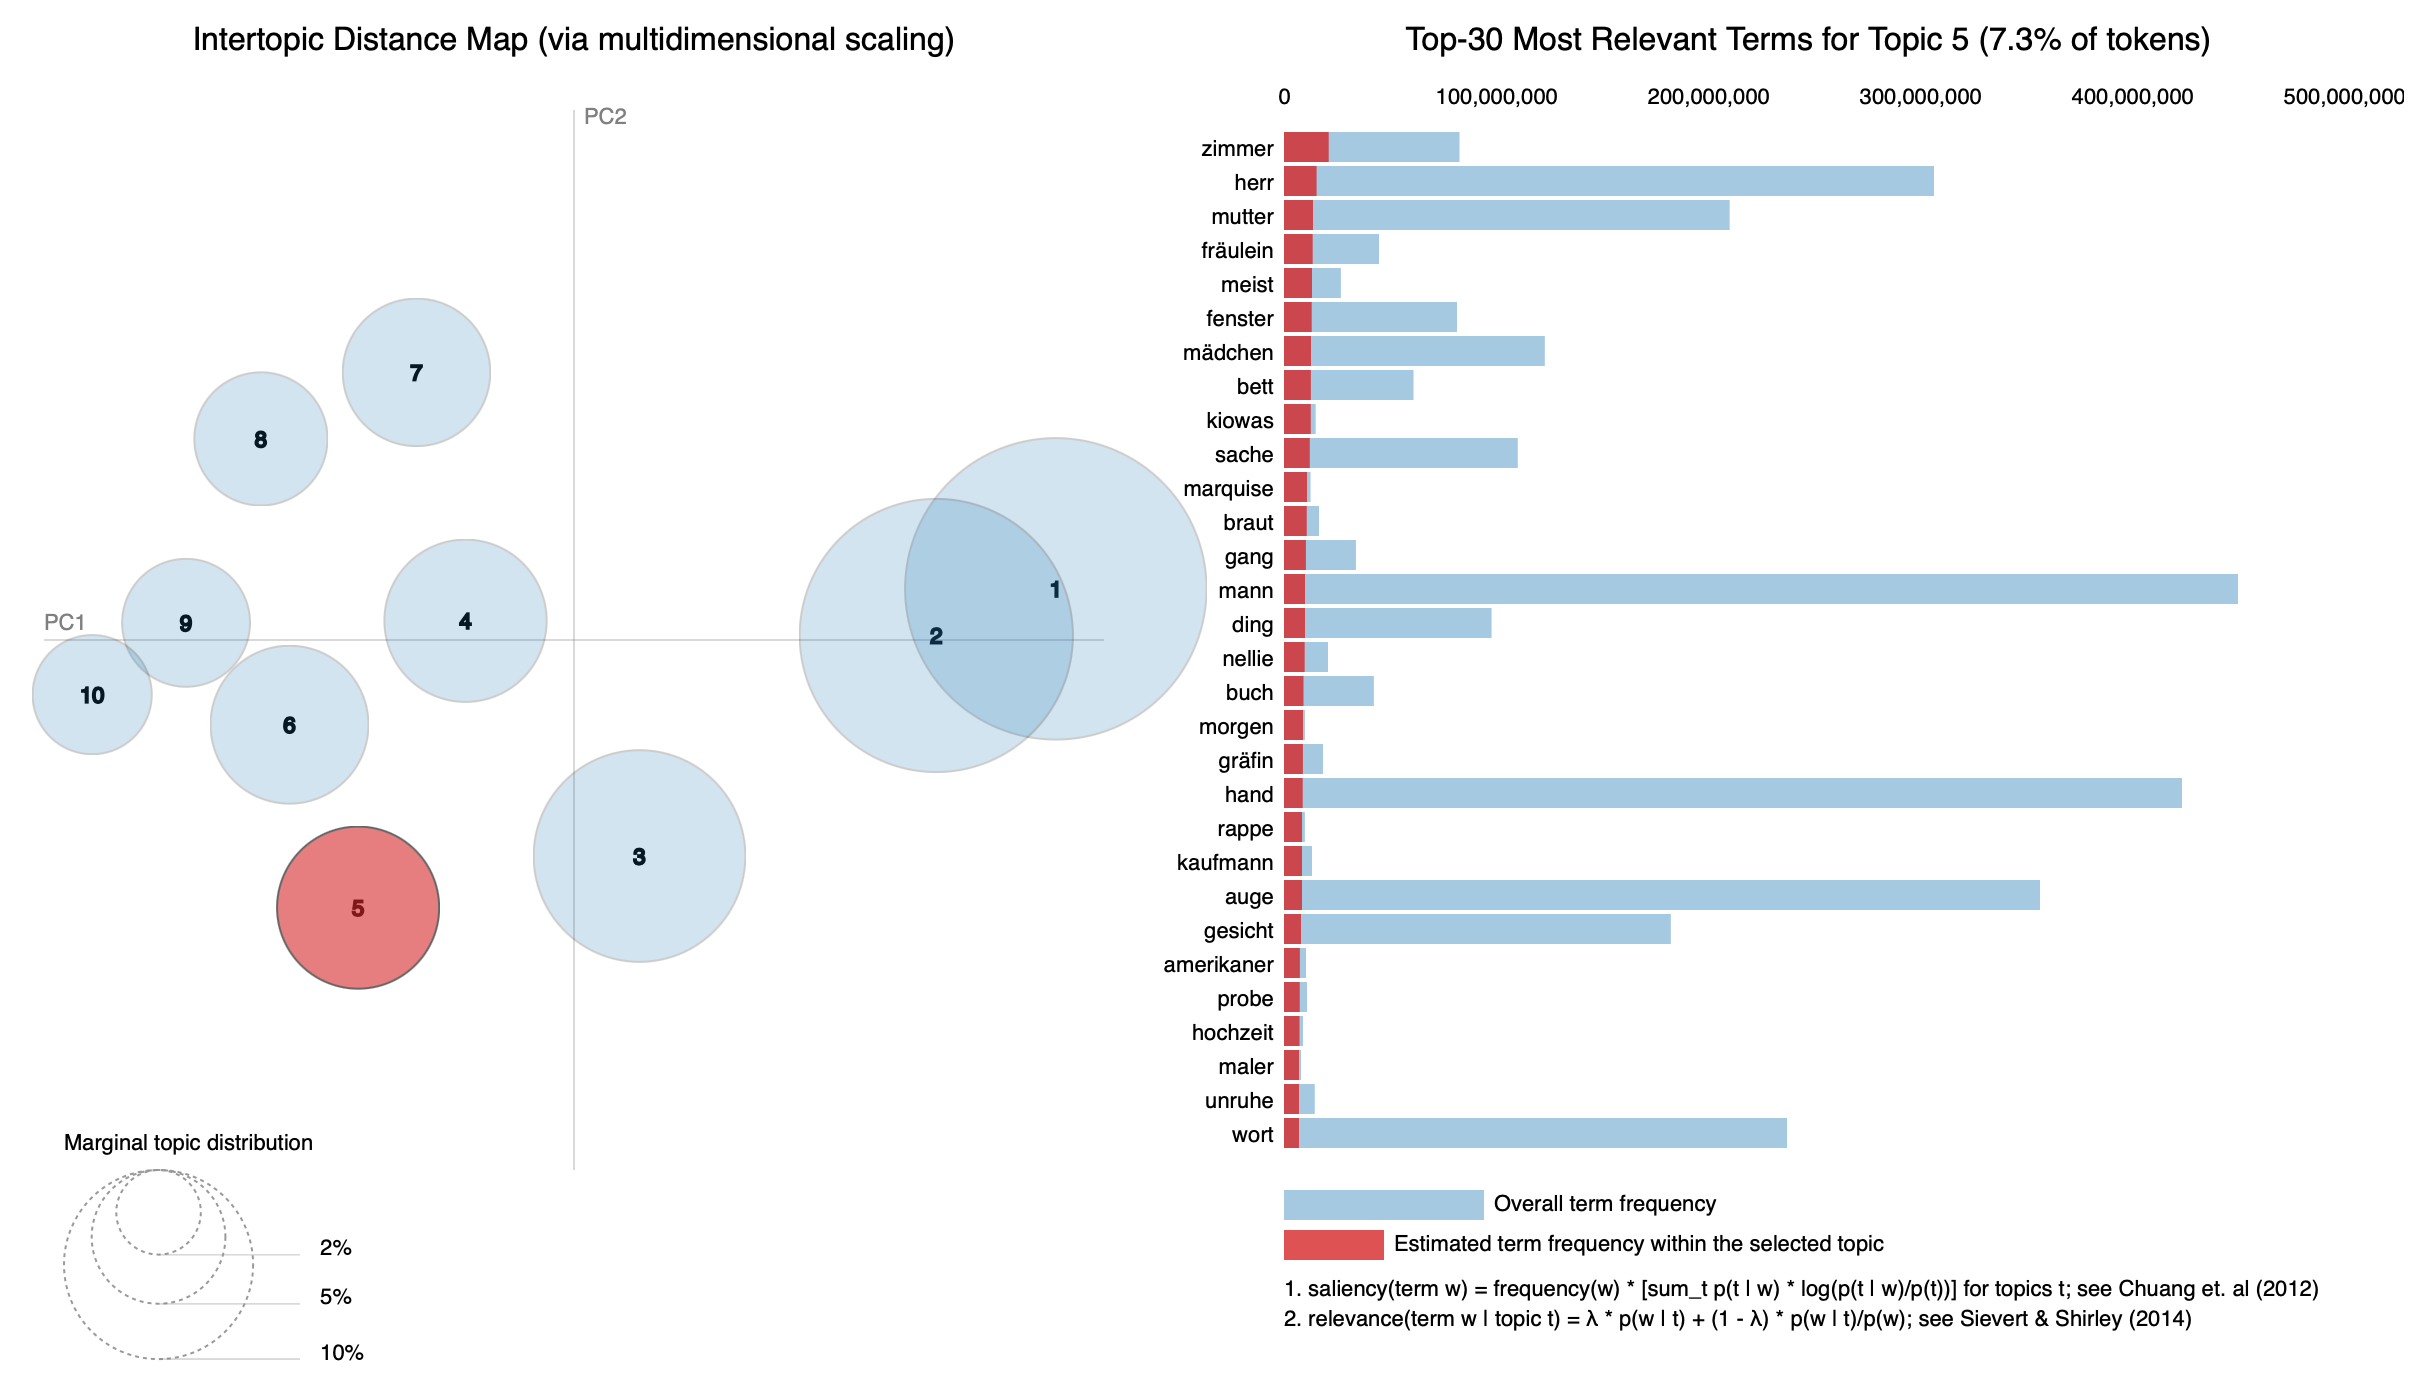 Intertopic Distance Map (via multidimensional scaling)
PC2
PC1
7
8
9
4
10
6
5
3
2
1
Marginal topic distribution
2%
5%
10%
Top-30 Most Relevant Terms for Topic 5 (7.3% of tokens)
0 100,000,000 200,000,000 300,000,000 400,000,000 500,000,000
zimmer
herr
mutter
fräulein
meist
fenster
mädchen
bett
kiowas
sache
marquise
braut
gang
mann
ding
nellie
buch
morgen
gräfin
hand
rappe
kaufmann
auge
gesicht
amerikaner
probe
hochzeit
maler
unruhe
wort
Overall term frequency
Estimated term frequency within the selected topic
1. saliency(term w) = frequency(w) * [sum_t p(t | w) * log(p(t | w)/p(t))] for topics t; see Chuang et. al (2012)
2. relevance(term w | topic t) = λ * p(w | t) + (1 - λ) * p(w | t)/p(w); see Sievert & Shirley (2014)